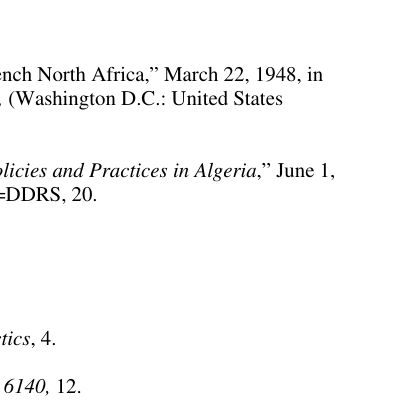 ench North Africa,” March 22, 1948, in
, (Washington D.C.: United States
olicies and Practices in Algeria,” June 1,
=DDRS, 20.
tics, 4.
6140, 12.